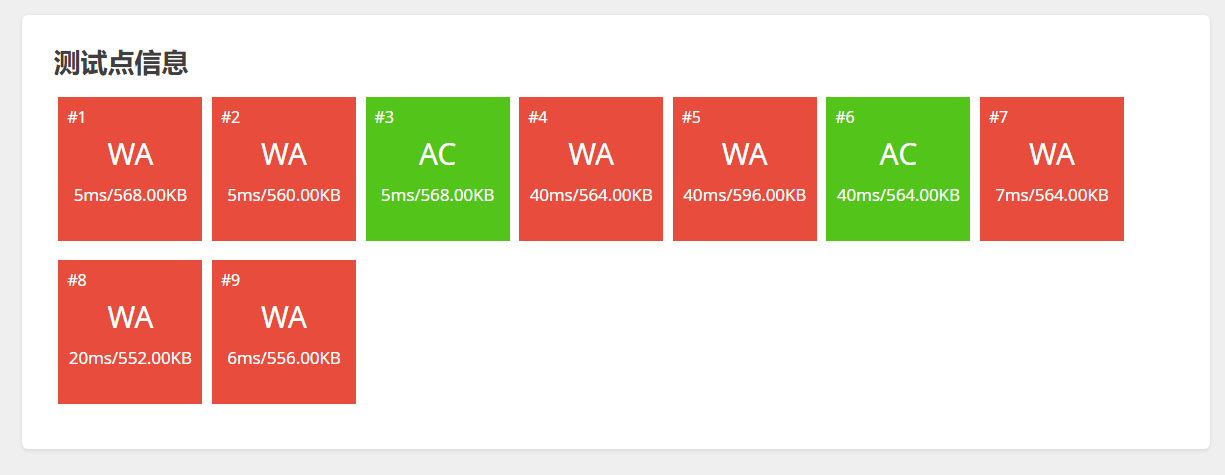 测试点信息
#1 #2 #3 #4 #5 #6 #7
WA WA AC WA WA AC WA
5ms/568.00KB 5ms/560.00KB 5ms/568.00KB 40ms/564.00KB 40ms/596.00KB 40ms/564.00KB 7ms/564.00KB
#8 #9
WA WA
20ms/552.00KB 6ms/556.00KB